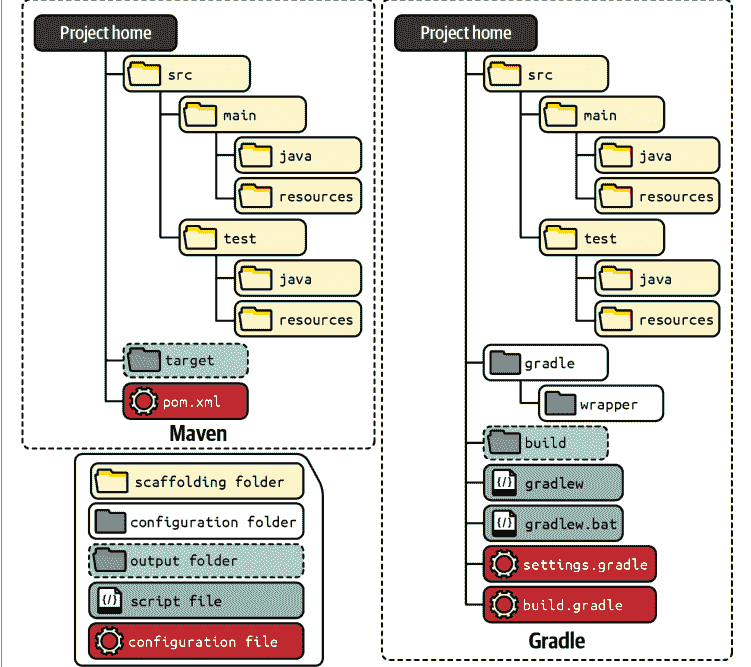 Project home
src
main
java
resources
test
java
resources
target
pom.xml
Maven
scaffolding folder
configuration folder
output folder
{/} script file
configuration file
Project home
src
main
java
resources
test
java
resources
gradle
wrapper
build
{/} gradlew
{/} gradlew.bat
settings.gradle
build.gradle
Gradle